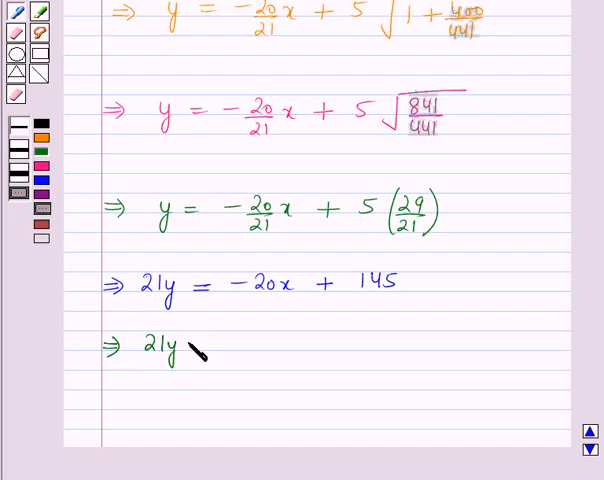 ⇒ y = -20/21 x + 5 √(1 + 400/441)
⇒ y = -20/21 x + 5 √(841/441)
⇒ y = -20/21 x + 5 (29/21)
⇒ 21y = -20x + 145
⇒ 21y